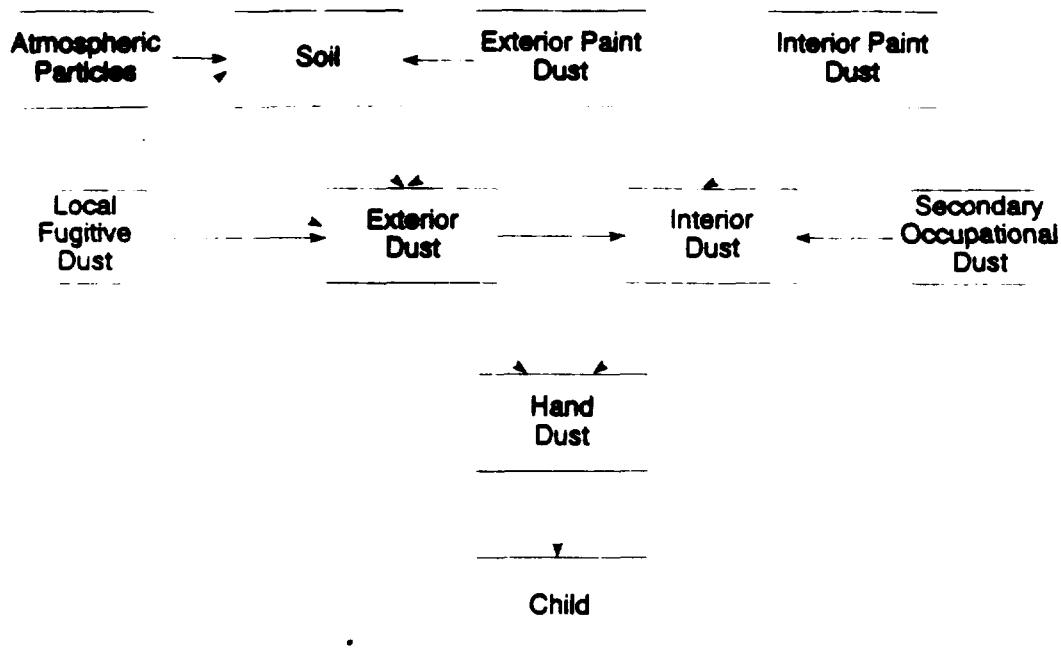 Atmospheric
Particles
Soil
Exterior Paint
Dust
Interior Paint
Dust
Local
Fugitive
Dust
Exterior
Dust
Interior
Dust
Secondary
Occupational
Dust
Hand
Dust
Child